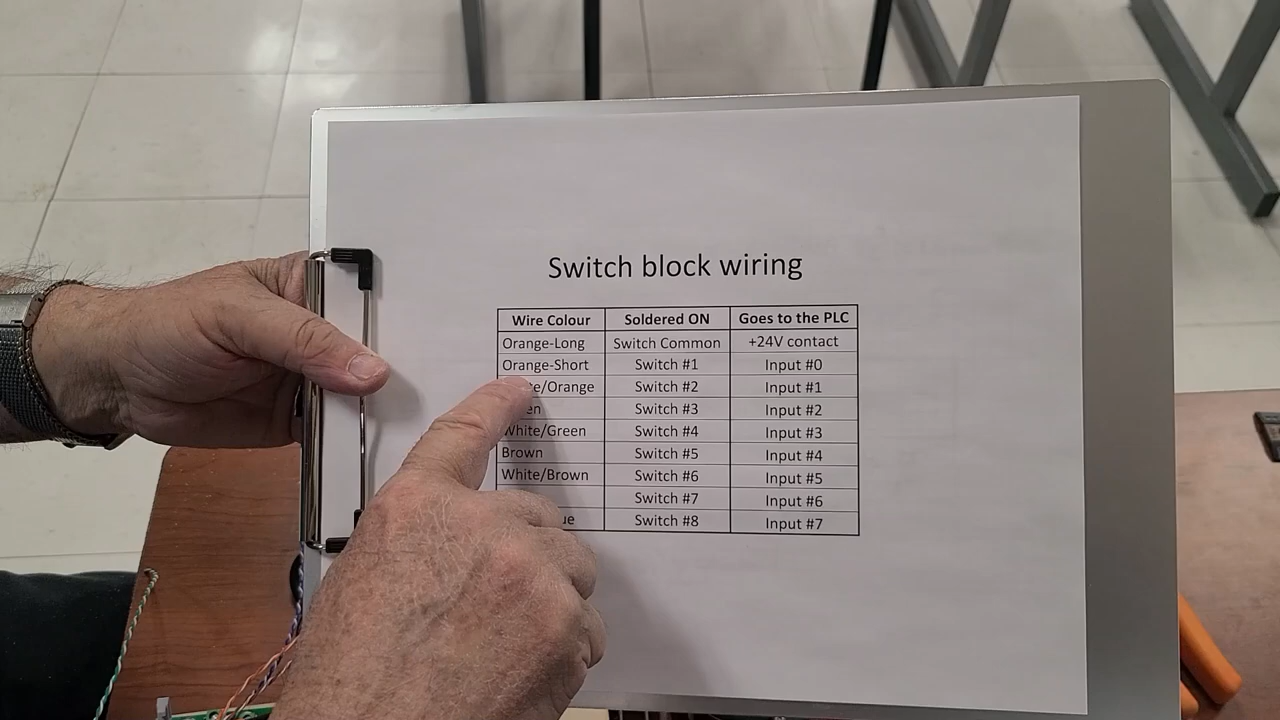 Switch block wiring
Wire Colour Soldered ON Goes to the PLC
Orange-Long Switch Common +24V contact
Orange-Short Switch #1 Input #0
Switch #2 Input #1
Switch #3 Input #2
White/Green Switch #4 Input #3
Brown Switch #5 Input #4
White/Brown Switch #6 Input #5
Switch #7 Input #6
Switch #8 Input #7